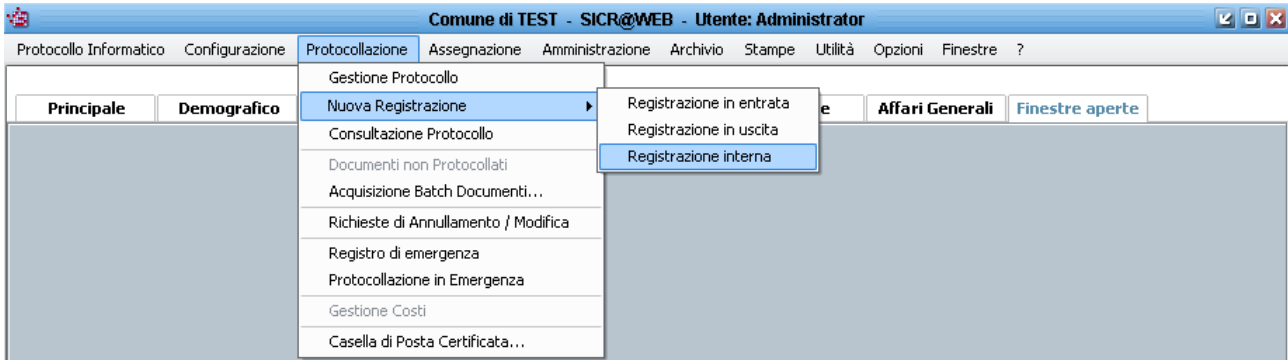 Comune di TEST - SICR@WEB - Utente: Administrator
Protocollo Informatico Configurazione Protocollazione Assegnazione Amministrazione Archivio Stampe Utilità Opzioni Finestre ?
Principale Demografico e Affari Generali Finestre aperte
Gestione Protocollo
Nuova Registrazione
Consultazione Protocollo
Documenti non Protocollati
Acquisizione Batch Documenti...
Richieste di Annullamento / Modifica
Registro di emergenza
Protocollazione in Emergenza
Gestione Costi
Casella di Posta Certificata...
Registrazione in entrata
Registrazione in uscita
Registrazione interna